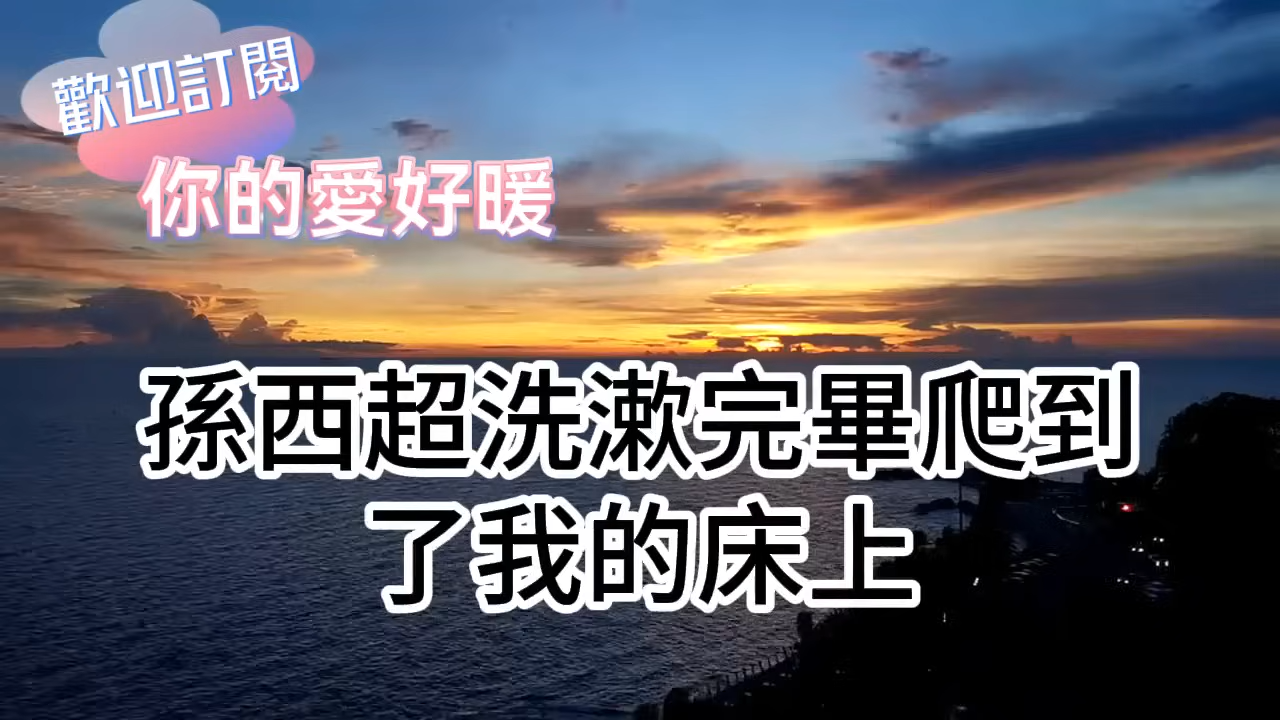 歡迎訂閱
你的愛好暖
孫西超洗漱完畢爬到
了我的床上